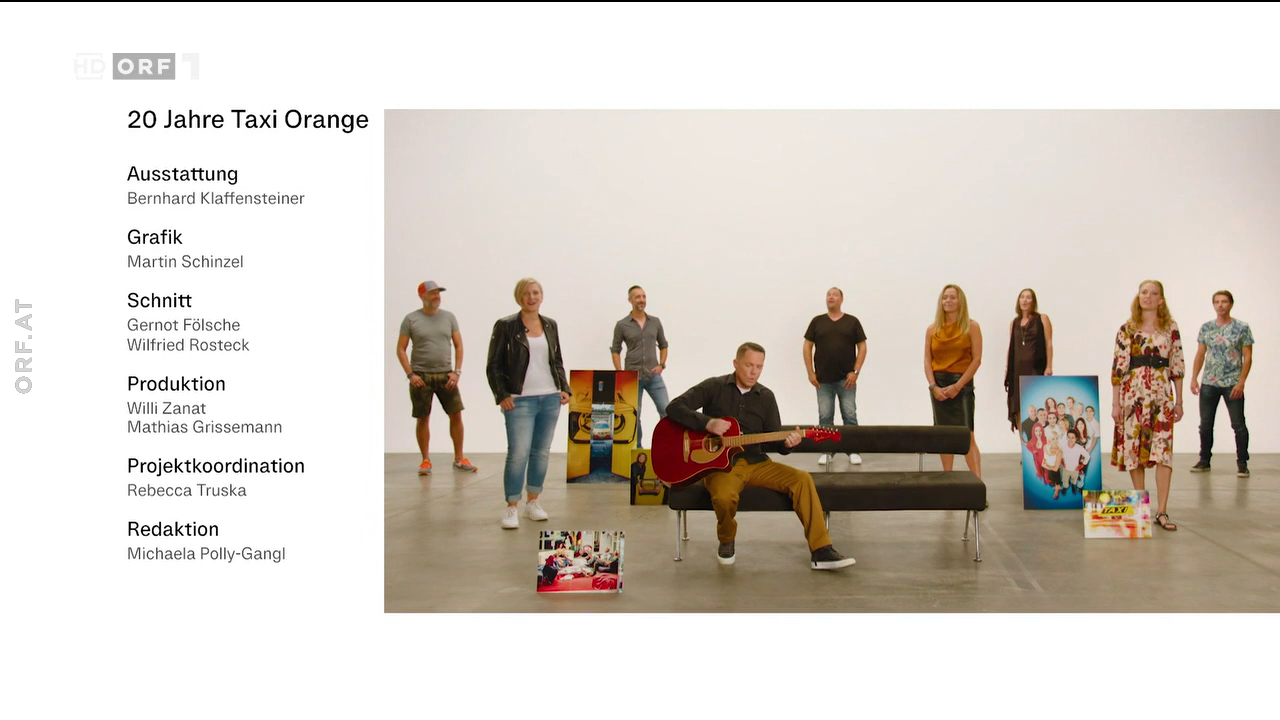 HD ORF 1
20 Jahre Taxi Orange
Ausstattung
Bernhard Klaffensteiner
Grafik
Martin Schinzel
Schnitt
Gernot Fölsche
Wilfried Rosteck
Produktion
Willi Zanat
Mathias Grissemann
Projektkoordination
Rebecca Truska
Redaktion
Michaela Polly-Gangl
ORF.AT
TAXI